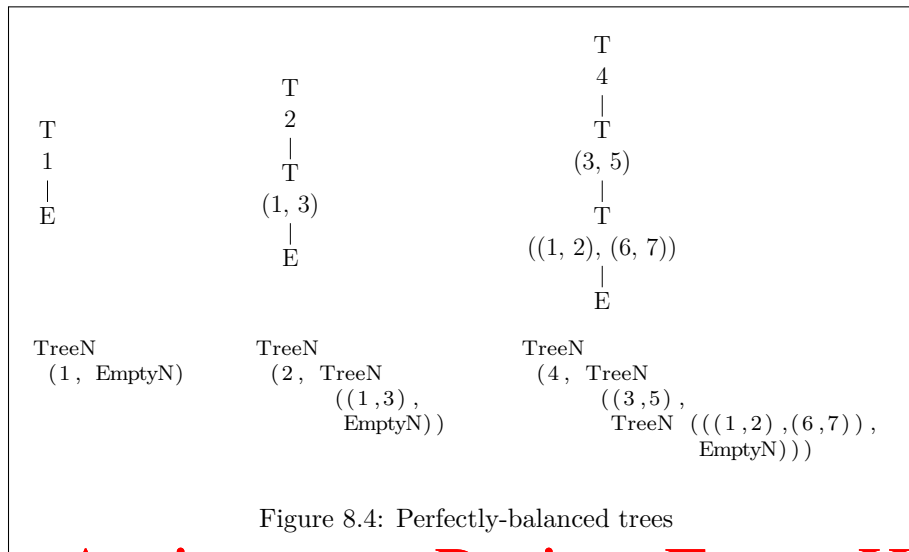 T
1
E
T
2
T
(1, 3)
E
T
4
T
(3, 5)
T
((1, 2), (6, 7))
E
TreeN
(1, EmptyN)
TreeN
(2, TreeN
((1,3),
EmptyN))
TreeN
(4, TreeN
((3,5),
TreeN (((1,2),(6,7)),
EmptyN)))
Figure 8.4: Perfectly-balanced trees